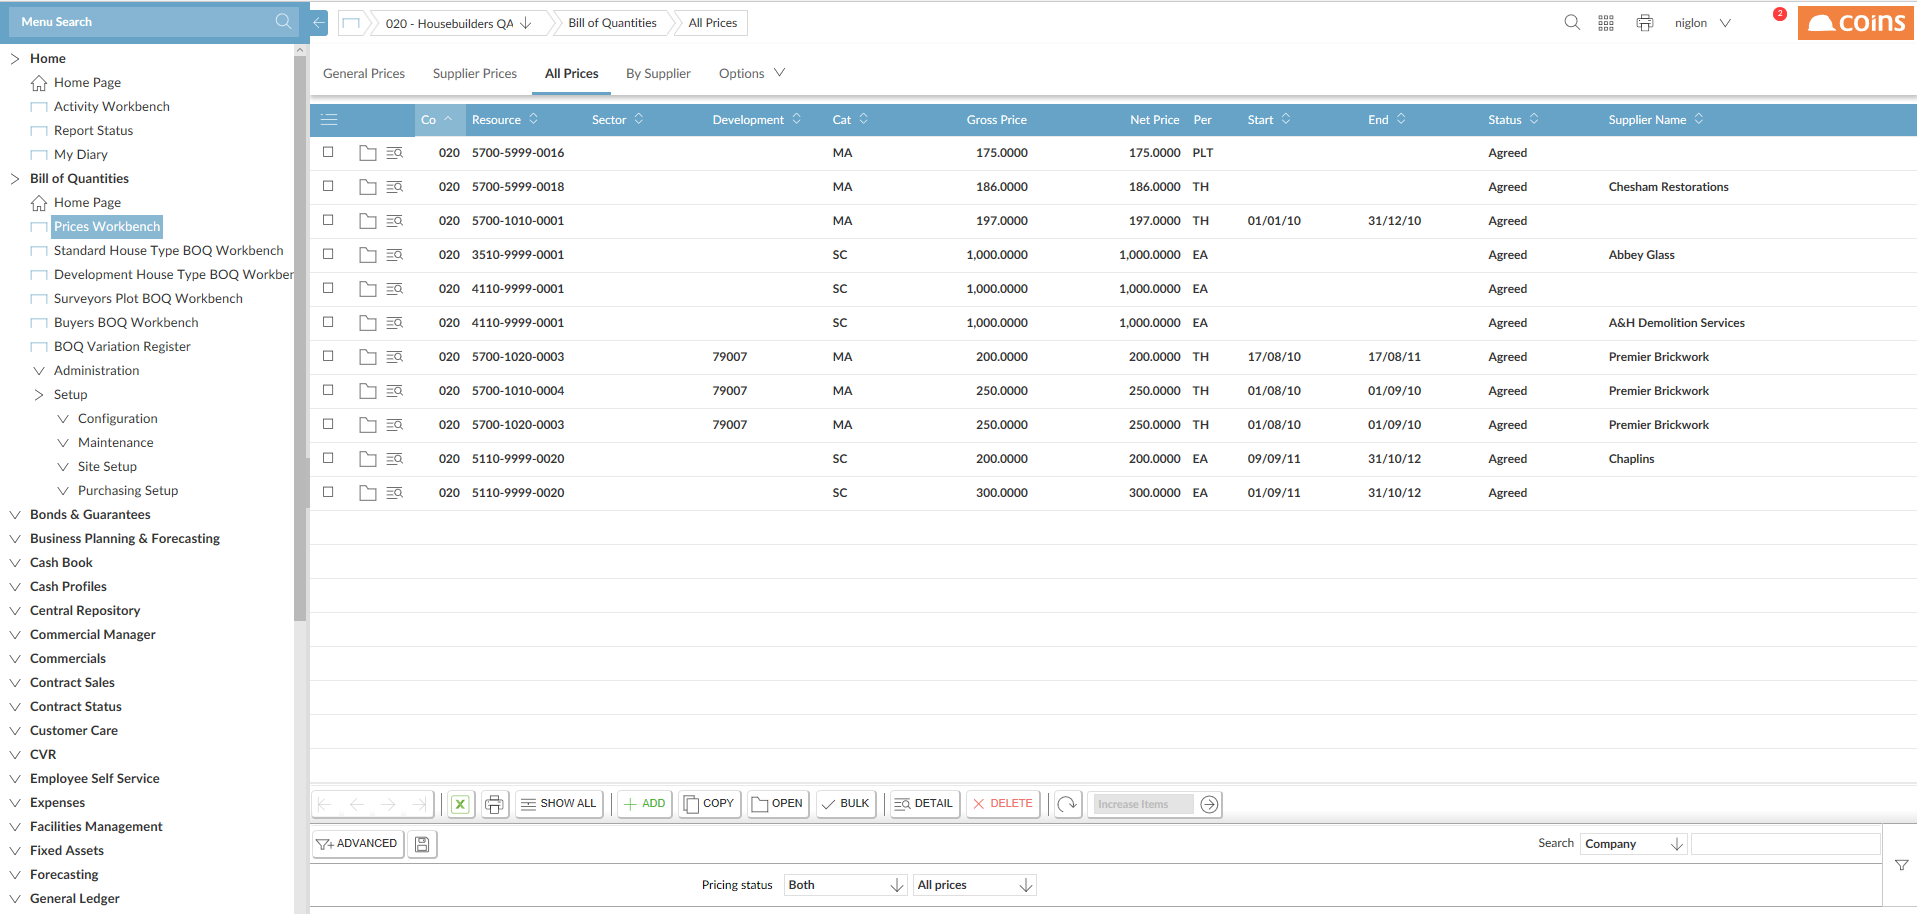 Menu Search
020 - Housebuilders QA
Bill of Quantities
All Prices
niglon
2
coins
Home
Home Page
Activity Workbench
Report Status
My Diary
Bill of Quantities
Home Page
Prices Workbench
Standard House Type BOQ Workbench
Development House Type BOQ Workber
Surveyors Plot BOQ Workbench
Buyers BOQ Workbench
BOQ Variation Register
Administration
Setup
Configuration
Maintenance
Site Setup
Purchasing Setup
Bonds & Guarantees
Business Planning & Forecasting
Cash Book
Cash Profiles
Central Repository
Commercial Manager
Commercials
Contract Sales
Contract Status
Customer Care
CVR
Employee Self Service
Expenses
Facilities Management
Fixed Assets
Forecasting
General Ledger
General Prices Supplier Prices All Prices By Supplier Options
Co Resource Sector Development Cat Gross Price Net Price Per Start End Status Supplier Name
020 5700-5999-0016 MA 175.0000 175.0000 PLT Agreed
020 5700-5999-0018 MA 186.0000 186.0000 TH Agreed Chesham Restorations
020 5700-1010-0001 MA 197.0000 197.0000 TH 01/01/10 31/12/10 Agreed
020 3510-9999-0001 SC 1,000.0000 1,000.0000 EA Agreed Abbey Glass
020 4110-9999-0001 SC 1,000.0000 1,000.0000 EA Agreed
020 4110-9999-0001 SC 1,000.0000 1,000.0000 EA Agreed A&H Demolition Services
020 5700-1020-0003 79007 MA 200.0000 200.0000 TH 17/08/10 17/08/11 Agreed Premier Brickwork
020 5700-1010-0004 79007 MA 250.0000 250.0000 TH 01/08/10 01/09/10 Agreed Premier Brickwork
020 5700-1020-0003 79007 MA 250.0000 250.0000 TH 01/08/10 01/09/10 Agreed Premier Brickwork
020 5110-9999-0020 SC 200.0000 200.0000 EA 09/09/11 31/10/12 Agreed Chaplins
020 5110-9999-0020 SC 300.0000 300.0000 EA 01/09/11 31/10/12 Agreed
SHOW ALL ADD COPY OPEN BULK DETAIL DELETE Increase Items
ADVANCED Search Company
Pricing status Both All prices